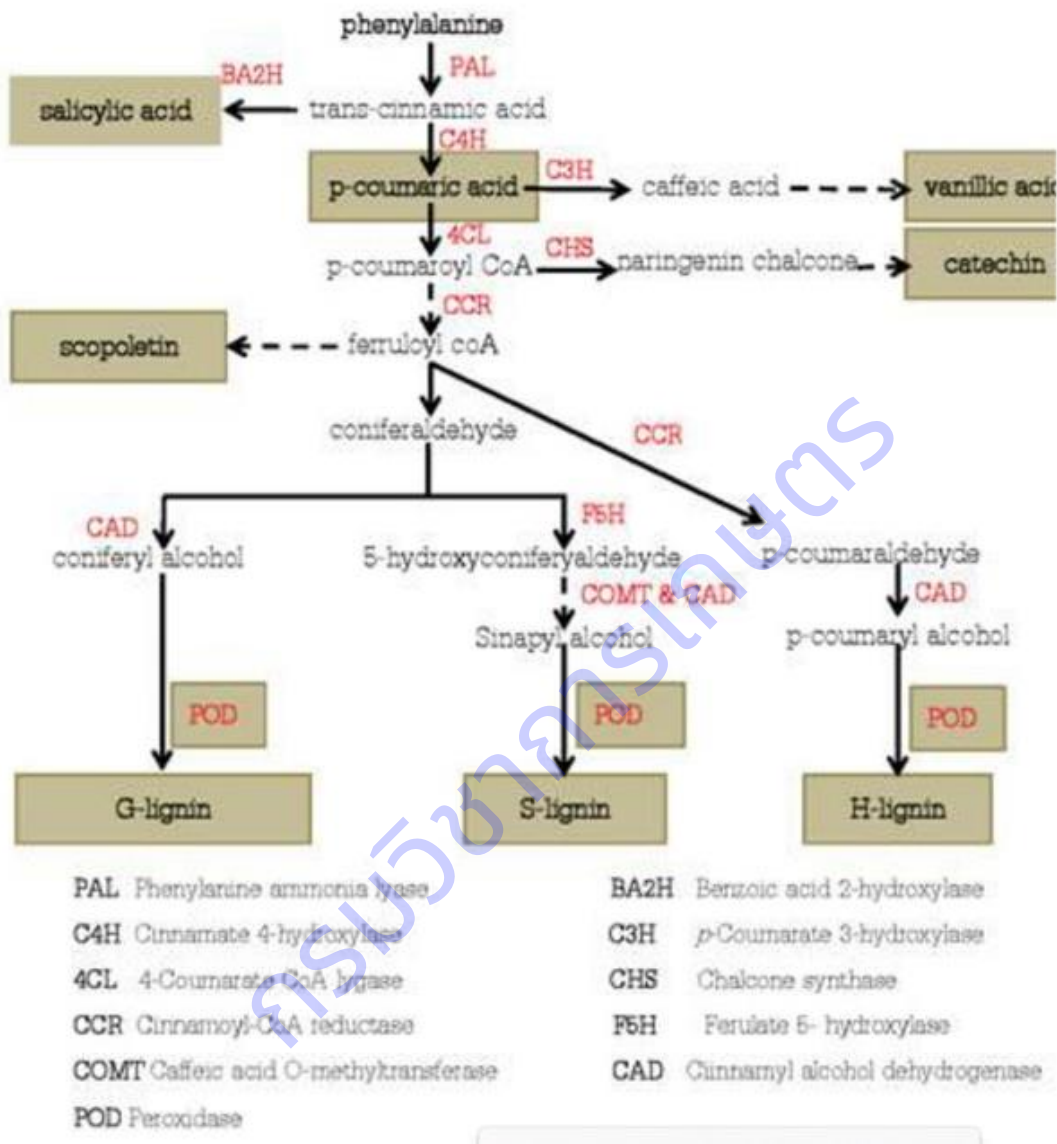 phenylalanine
PAL
BA2H
salicylic acid
trans-cinnamic acid
C4H
p-coumaric acid
C3H
caffeic acid
vanillic acid
4CL
p-coumaroyl CoA
CHS
naringenin chalcone
catechin
CCR
scopoletin
ferruloyl coA
coniferaldehyde
CCR
CAD
F5H
coniferyl alcohol
5-hydroxyconiferyaldehyde
p-coumaraldehyde
COMT & CAD
CAD
Sinapyl alcohol
p-coumaryl alcohol
POD
POD
POD
G-lignin
S-lignin
H-lignin
PAL Phenylanine ammonia lyase
BA2H Benzoic acid 2-hydroxylase
C4H Cinnamate 4-hydroxylase
C3H p-Coumarate 3-hydroxylase
4CL 4-Coumarate CoA lygase
CHS Chalcone synthase
CCR Cinnamoyl-CoA reductase
F5H Ferulate 5- hydroxylase
COMT Caffeic acid O-methyltransferase
CAD Ciinnamyl alcohol dehydrogenase
POD Peroxidase
กรมวิชาการเกษตร